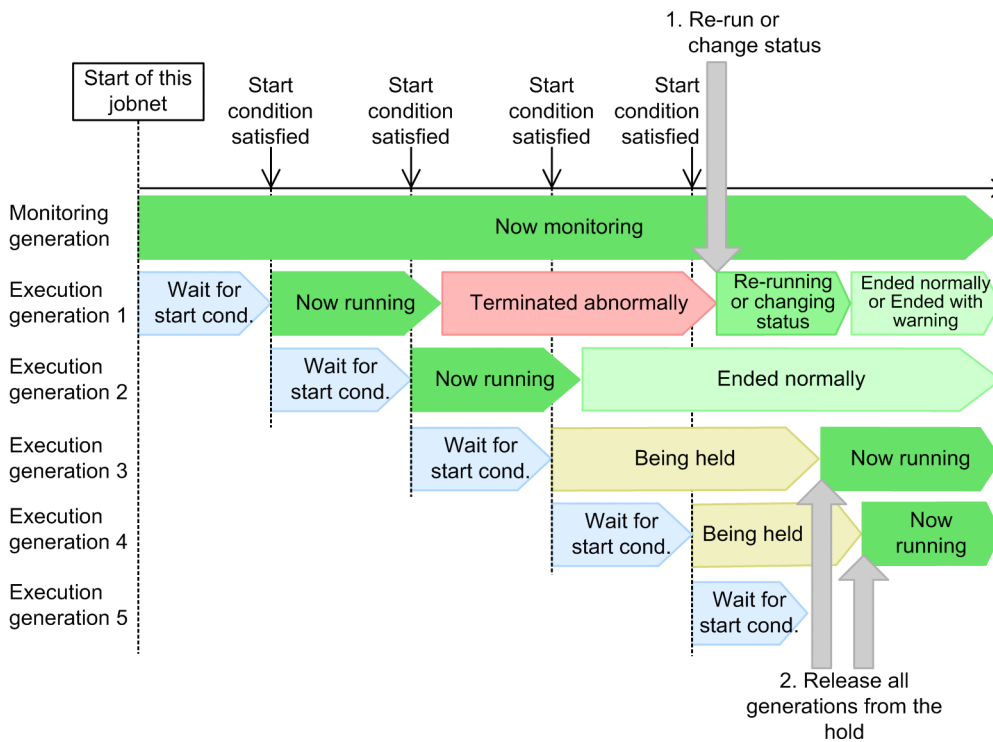 1. Re-run or
change status
Start of this
jobnet
Start
condition
satisfied
Start
condition
satisfied
Start
condition
satisfied
Start
condition
satisfied
Monitoring
generation
Now monitoring
Execution
generation 1
Wait for
start cond.
Now running
Terminated abnormally
Re-running
or changing
status
Ended normally
or Ended with
warning
Execution
generation 2
Wait for
start cond.
Now running
Ended normally
Execution
generation 3
Wait for
start cond.
Being held
Now running
Execution
generation 4
Wait for
start cond.
Being held
Now
running
Execution
generation 5
Wait for
start cond.
2. Release all
generations from the
hold